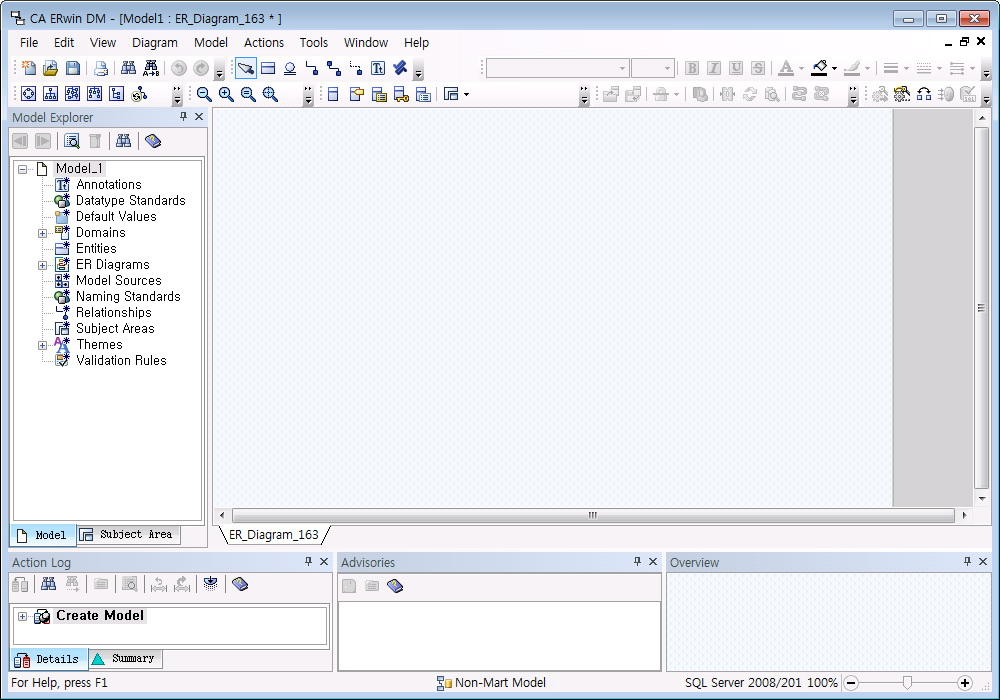 CA ERwin DM - [Model1 : ER_Diagram_163 * ]
File Edit View Diagram Model Actions Tools Window Help
Model Explorer
Model_1
Annotations
Datatype Standards
Default Values
Domains
Entities
ER Diagrams
Model Sources
Naming Standards
Relationships
Subject Areas
Themes
Validation Rules
Model Subject Area
ER_Diagram_163
Action Log
Create Model
Details Summary
Advisories
Overview
For Help, press F1
Non-Mart Model
SQL Server 2008/201 100%